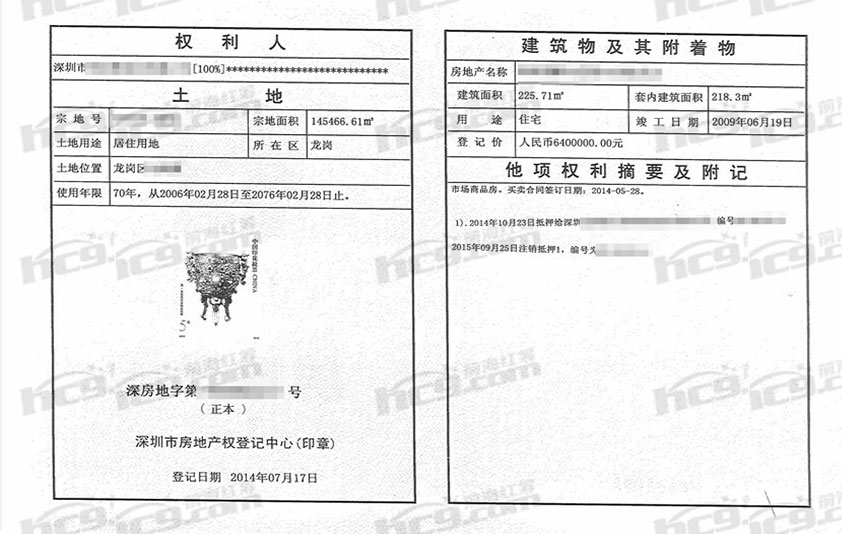 权利人
深圳市 [100%]****************************
土地
宗地号 宗地面积 145466.61㎡
土地用途 居住用地 所在区 龙岗
土地位置 龙岗区
使用年限 70年，从2006年02月28日至2076年02月28日止。
中国印花税票 CHINA
5
深房地字第 号
(正本)
深圳市房地产权登记中心(印章)
登记日期 2014年07月17日
建筑物及其附着物
房地产名称
建筑面积 225.71㎡ 套内建筑面积 218.3㎡
用途 住宅 竣工日期 2009年06月19日
登记价 人民币6400000.00元
他项权利摘要及附记
市场商品房。买卖合同签订日期：2014-05-28。
1).2014年10月23日抵押给深圳 编号
2015年09月25日注销抵押1，编号为
前海红筹
hc9.com